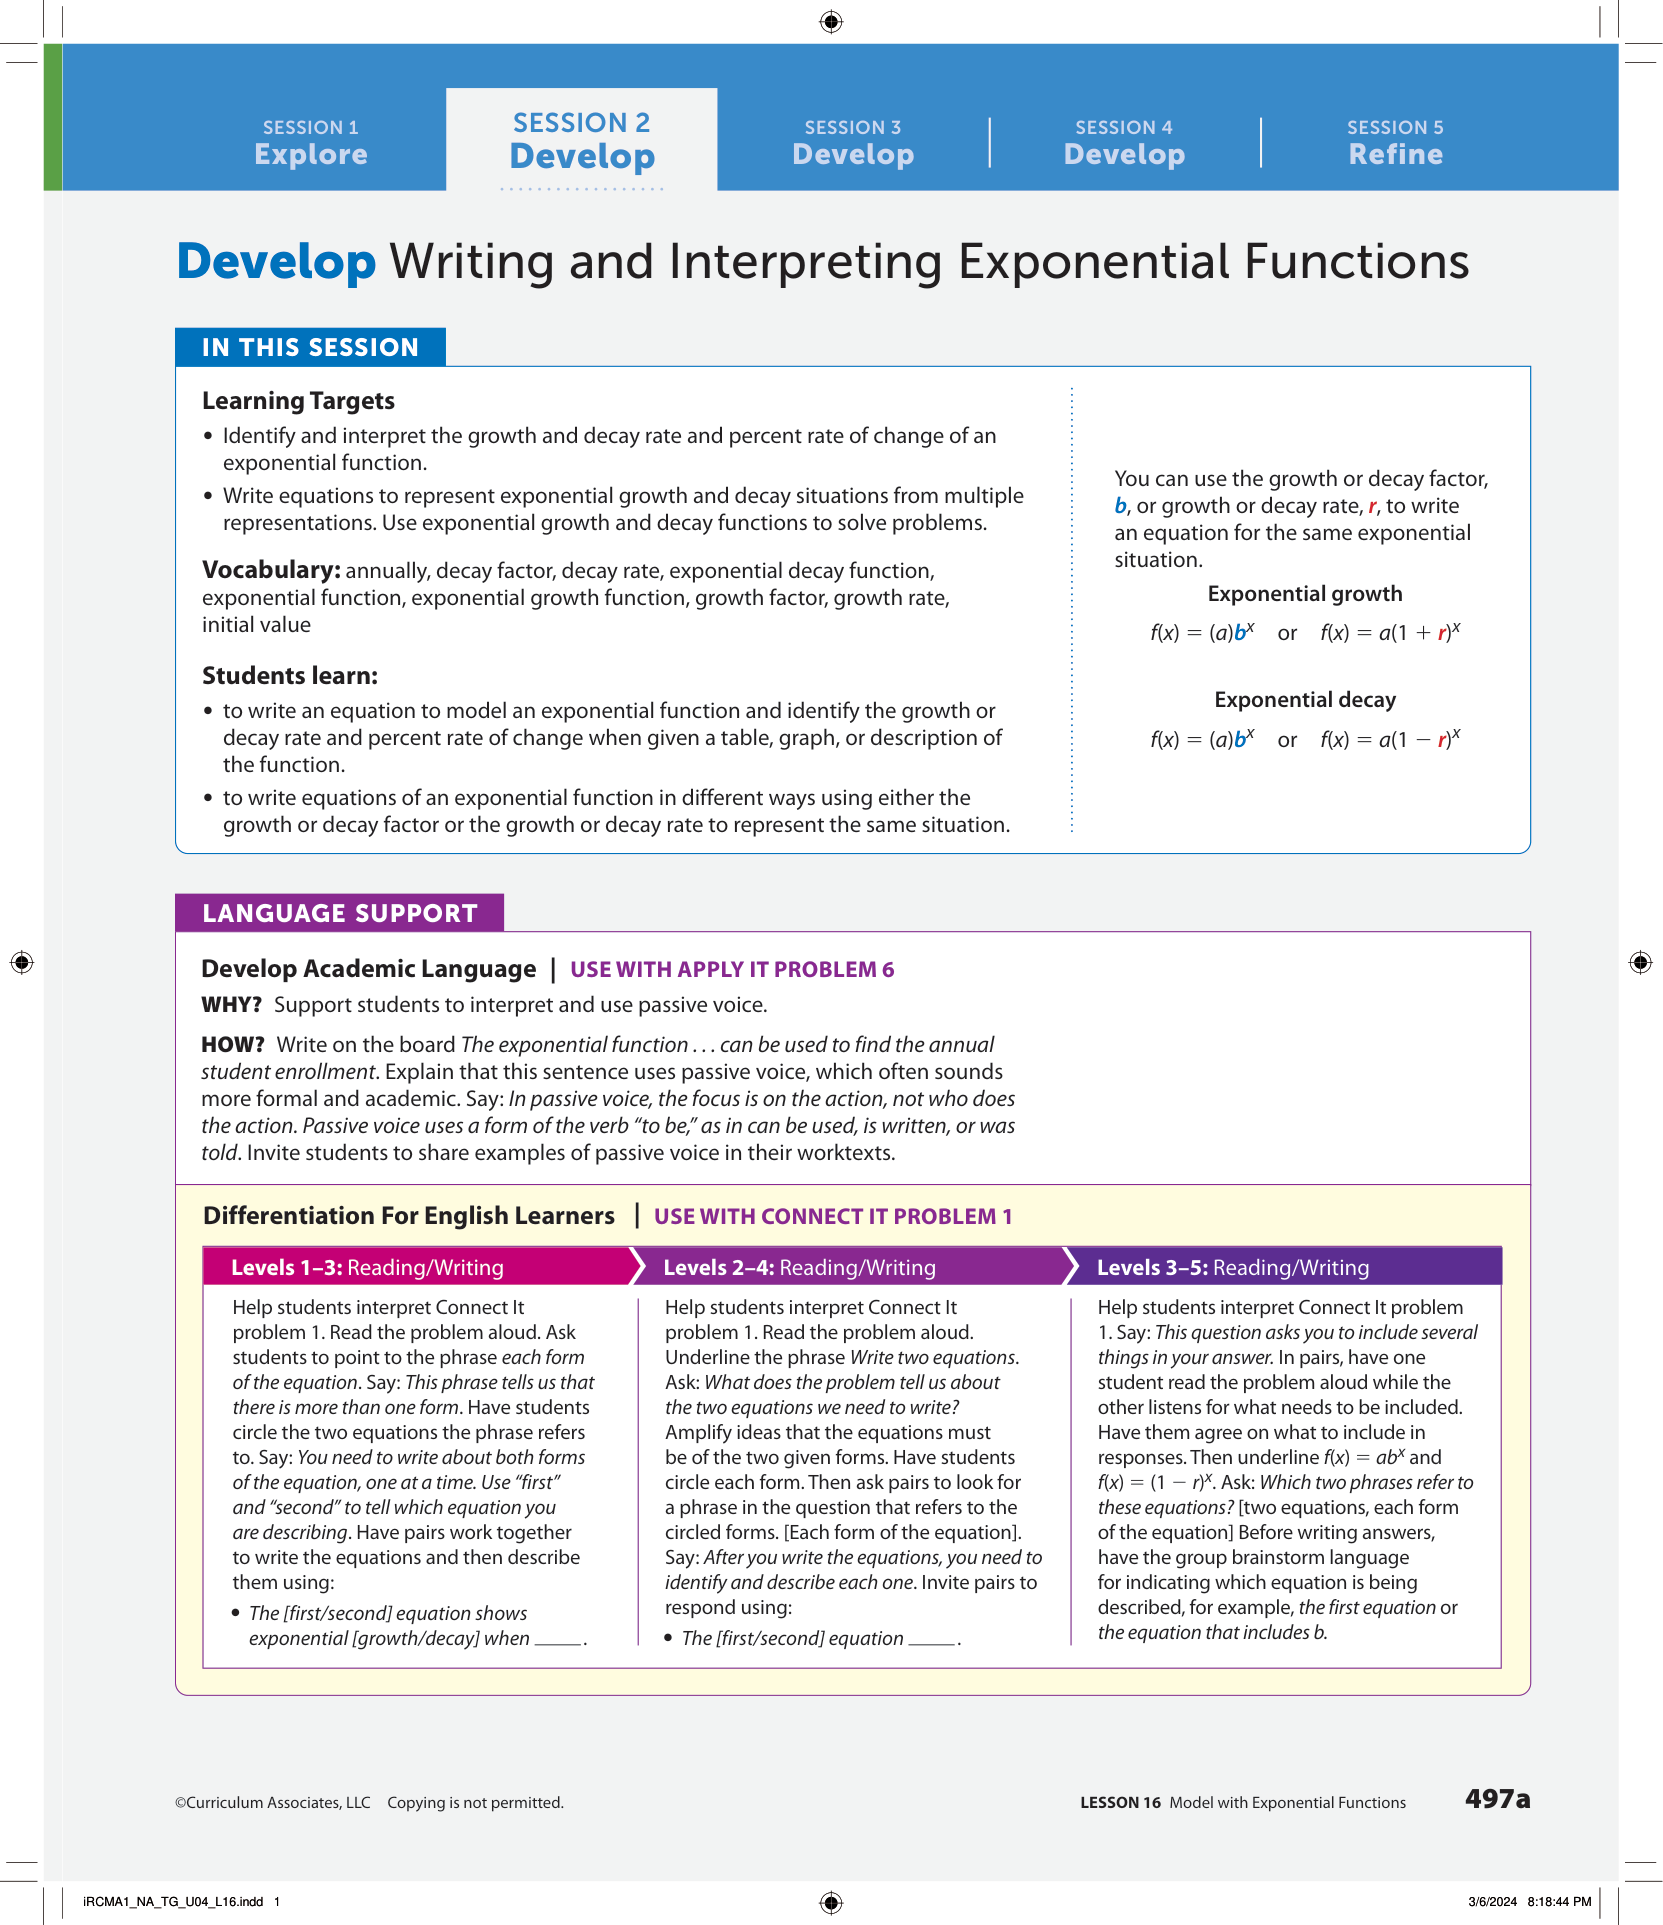 SESSION 1
Explore
SESSION 2
Develop
SESSION 3
Develop
SESSION 4
Develop
SESSION 5
Refine
Develop Writing and Interpreting Exponential Functions
IN THIS SESSION
Learning Targets
• Identify and interpret the growth and decay rate and percent rate of change of an
exponential function.
• Write equations to represent exponential growth and decay situations from multiple
representations. Use exponential growth and decay functions to solve problems.
Vocabulary: annually, decay factor, decay rate, exponential decay function,
exponential function, exponential growth function, growth factor, growth rate,
initial value
Students learn:
• to write an equation to model an exponential function and identify the growth or
decay rate and percent rate of change when given a table, graph, or description of
the function.
• to write equations of an exponential function in different ways using either the
growth or decay factor or the growth or decay rate to represent the same situation.
You can use the growth or decay factor,
b, or growth or decay rate, r, to write
an equation for the same exponential
situation.
Exponential growth
f(x) = (a)bˣ or f(x) = a(1 + r)ˣ
Exponential decay
f(x) = (a)bˣ or f(x) = a(1 − r)ˣ
LANGUAGE SUPPORT
Develop Academic Language | USE WITH APPLY IT PROBLEM 6
WHY? Support students to interpret and use passive voice.
HOW? Write on the board The exponential function . . . can be used to find the annual
student enrollment. Explain that this sentence uses passive voice, which often sounds
more formal and academic. Say: In passive voice, the focus is on the action, not who does
the action. Passive voice uses a form of the verb “to be,” as in can be used, is written, or was
told. Invite students to share examples of passive voice in their worktexts.
Differentiation For English Learners | USE WITH CONNECT IT PROBLEM 1
Levels 1–3: Reading/Writing
Help students interpret Connect It
problem 1. Read the problem aloud. Ask
students to point to the phrase each form
of the equation. Say: This phrase tells us that
there is more than one form. Have students
circle the two equations the phrase refers
to. Say: You need to write about both forms
of the equation, one at a time. Use “first”
and “second” to tell which equation you
are describing. Have pairs work together
to write the equations and then describe
them using:
• The [first/second] equation shows
exponential [growth/decay] when _____.
Levels 2–4: Reading/Writing
Help students interpret Connect It
problem 1. Read the problem aloud.
Underline the phrase Write two equations.
Ask: What does the problem tell us about
the two equations we need to write?
Amplify ideas that the equations must
be of the two given forms. Have students
circle each form. Then ask pairs to look for
a phrase in the question that refers to the
circled forms. [Each form of the equation].
Say: After you write the equations, you need to
identify and describe each one. Invite pairs to
respond using:
• The [first/second] equation _____.
Levels 3–5: Reading/Writing
Help students interpret Connect It problem
1. Say: This question asks you to include several
things in your answer. In pairs, have one
student read the problem aloud while the
other listens for what needs to be included.
Have them agree on what to include in
responses. Then underline f(x) = abˣ and
f(x) = (1 − r)ˣ. Ask: Which two phrases refer to
these equations? [two equations, each form
of the equation] Before writing answers,
have the group brainstorm language
for indicating which equation is being
described, for example, the first equation or
the equation that includes b.
©Curriculum Associates, LLC Copying is not permitted.
LESSON 16 Model with Exponential Functions 497a
iRCMA1_NA_TG_U04_L16.indd 1
3/6/2024 8:18:44 PM